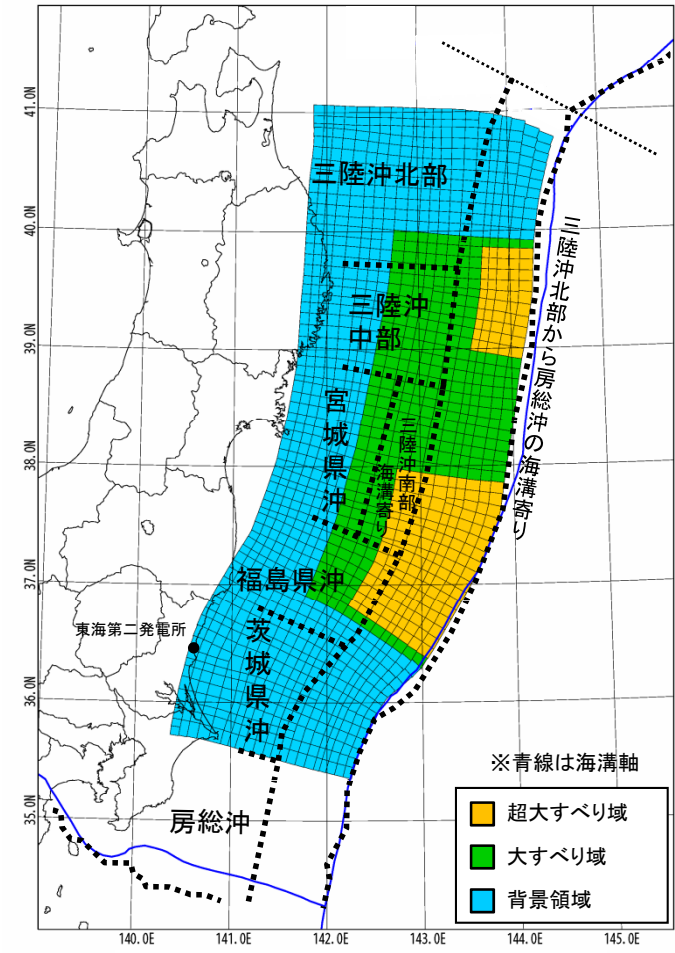 41.0N
40.0N
39.0N
38.0N
37.0N
36.0N
35.0N
三陸沖北部
三陸沖北部から房総沖の海溝寄り
三陸沖
中部
宮城県沖
三陸沖南部
海溝寄り
福島県沖
東海第二発電所
茨城県沖
房総沖
※青線は海溝軸
超大すべり域
大すべり域
背景領域
140.0E
141.0E
142.0E
143.0E
144.0E
145.0E